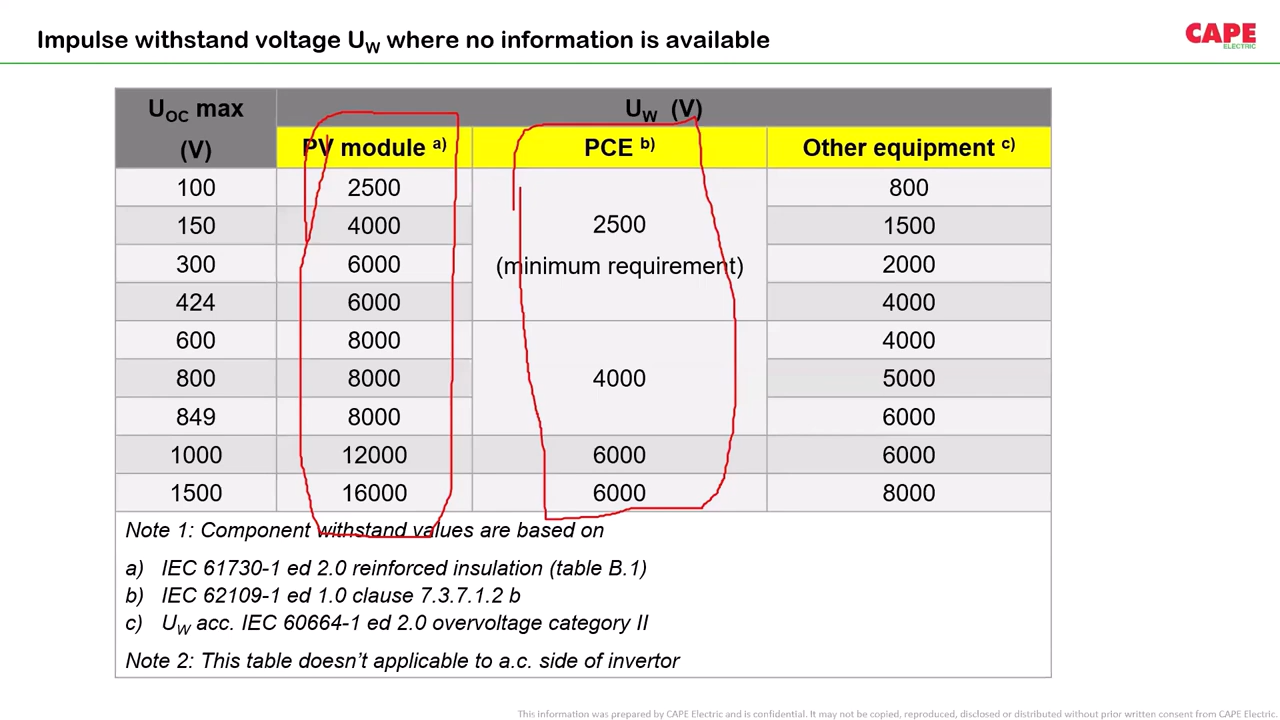 Impulse withstand voltage UW where no information is available
CAPE
ELECTRIC
UOC max
(V)
UW (V)
PV module a)
PCE b)
Other equipment c)
100 2500 800
150 4000 1500
2500
300 6000 2000
(minimum requirement)
424 6000 4000
600 8000 4000
800 8000 4000 5000
849 8000 6000
1000 12000 6000 6000
1500 16000 6000 8000
Note 1: Component withstand values are based on
a) IEC 61730-1 ed 2.0 reinforced insulation (table B.1)
b) IEC 62109-1 ed 1.0 clause 7.3.7.1.2 b
c) UW acc. IEC 60664-1 ed 2.0 overvoltage category II
Note 2: This table doesn't applicable to a.c. side of invertor
This information was prepared by CAPE Electric and is confidential. It may not be copied, reproduced, disclosed or distributed without prior written consent from CAPE Electric.